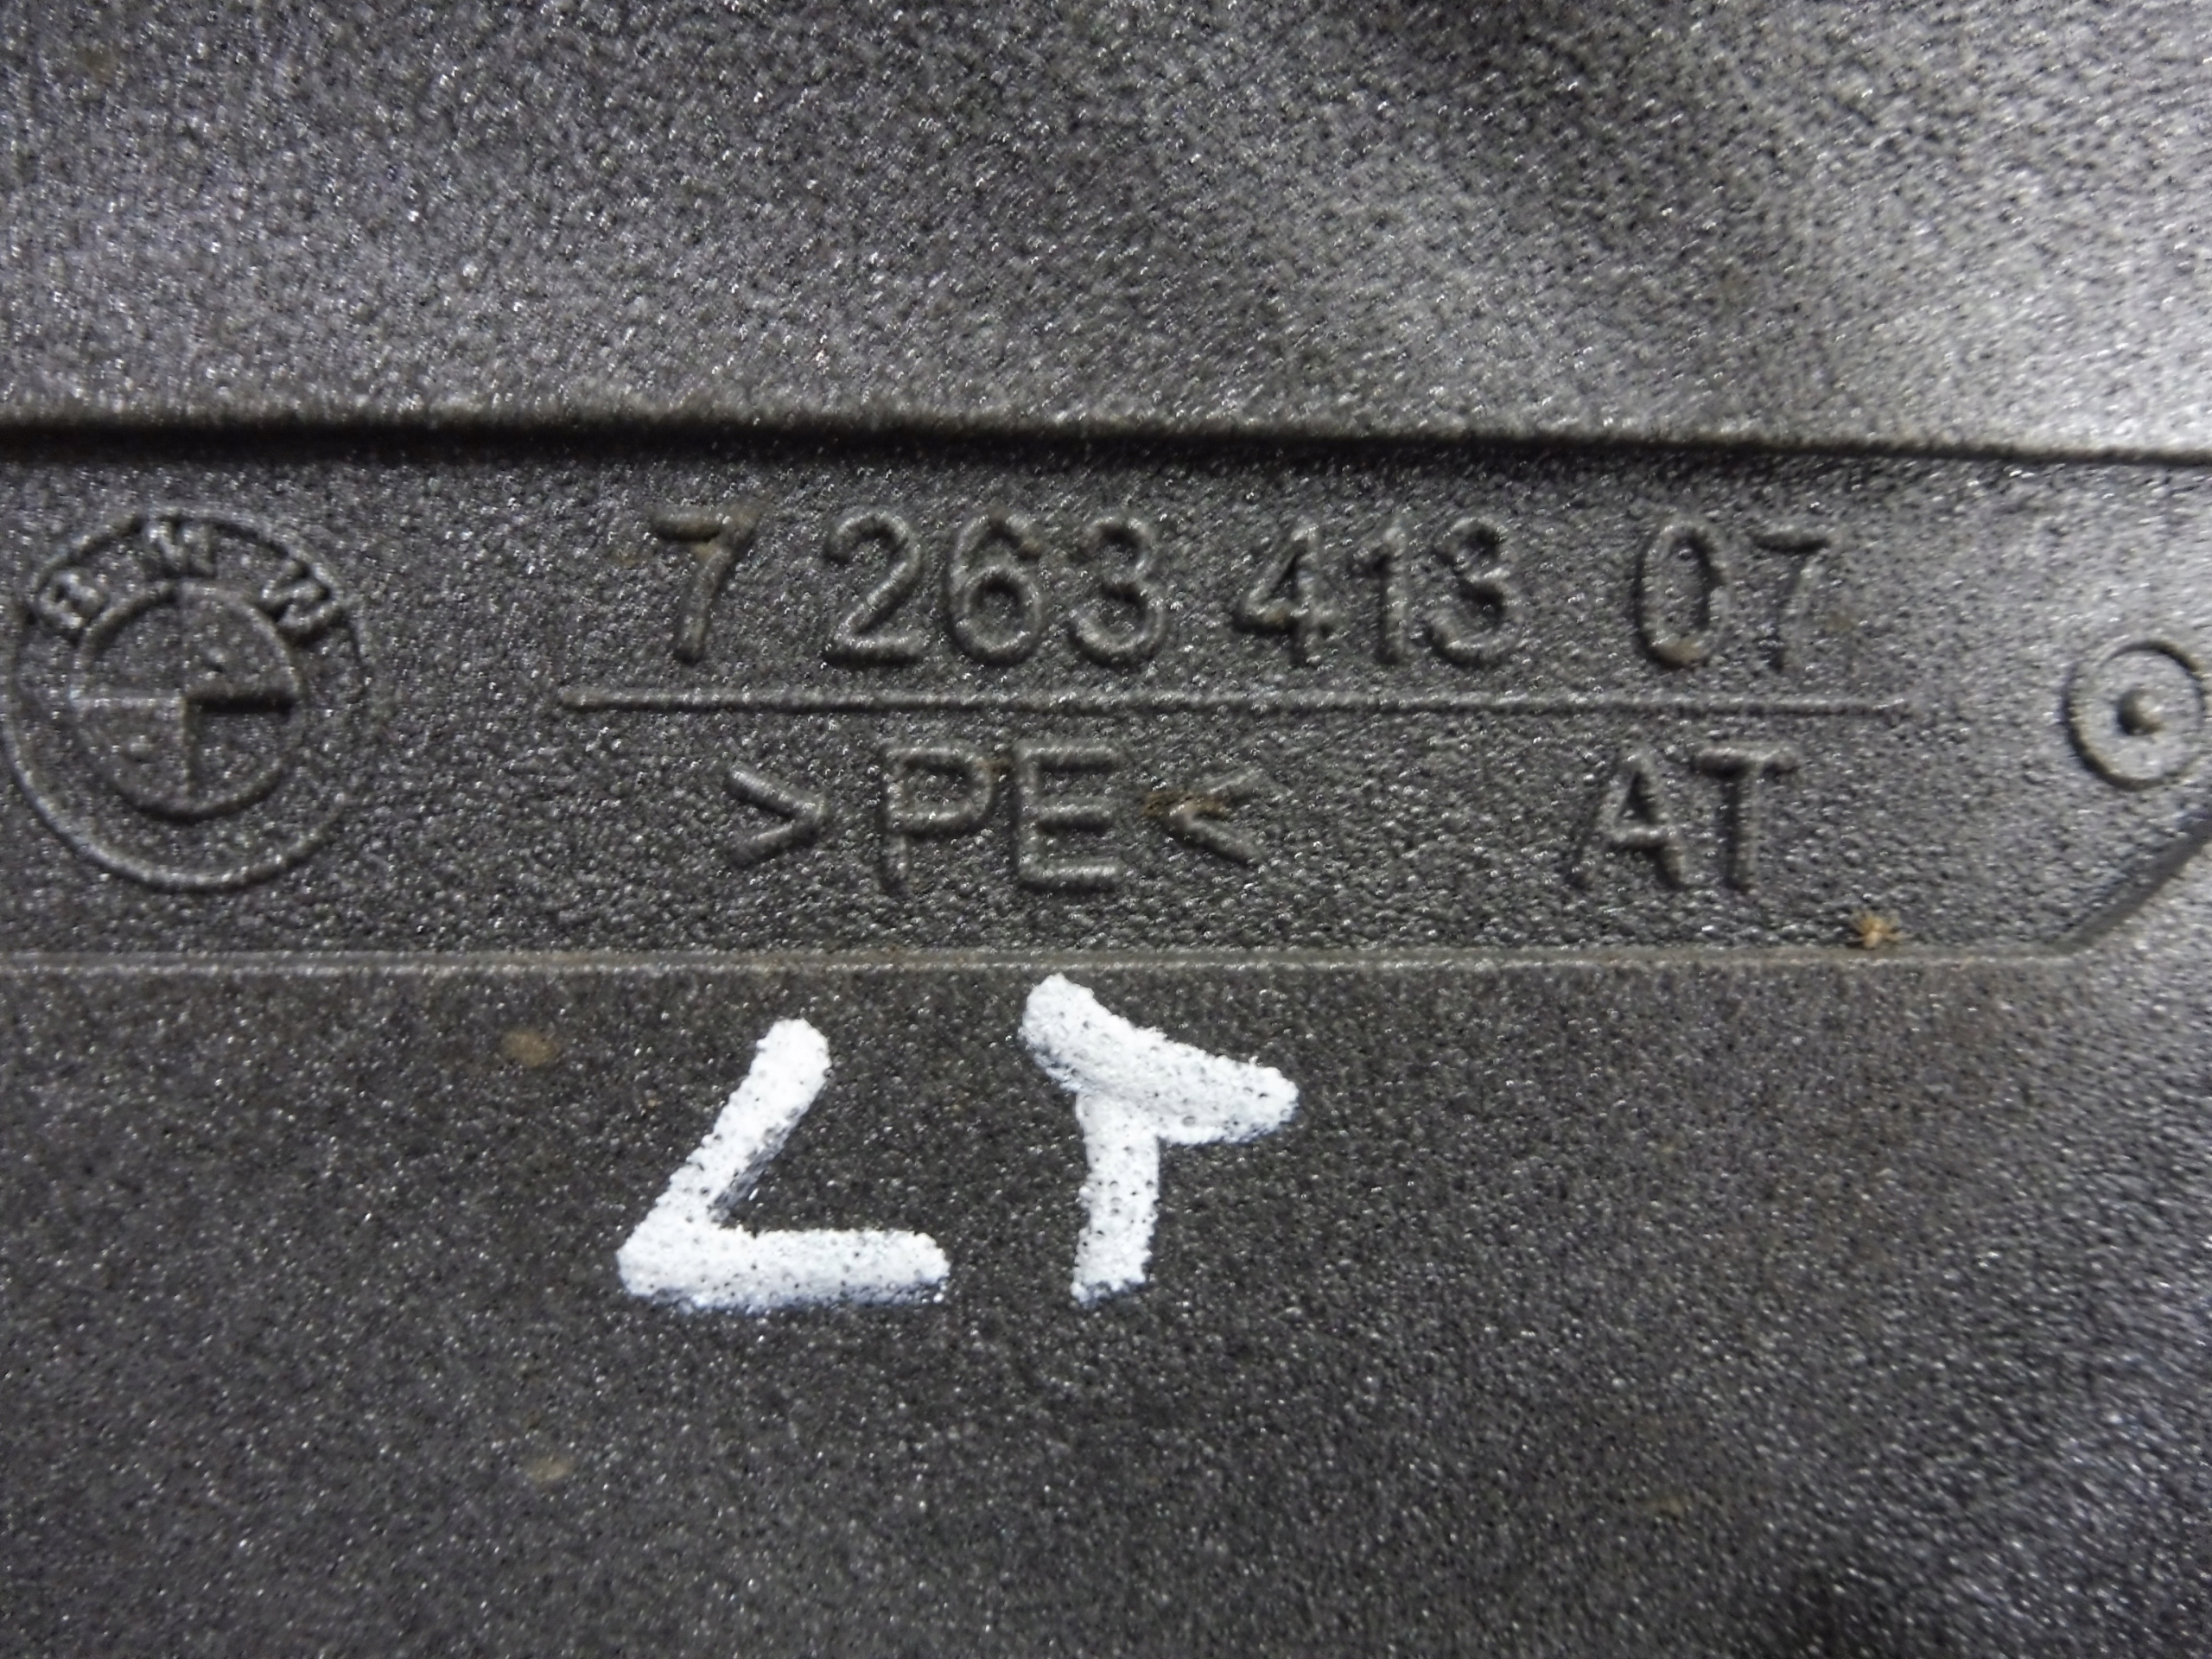 BMW
7 263 413 07
>PE< AT
LT